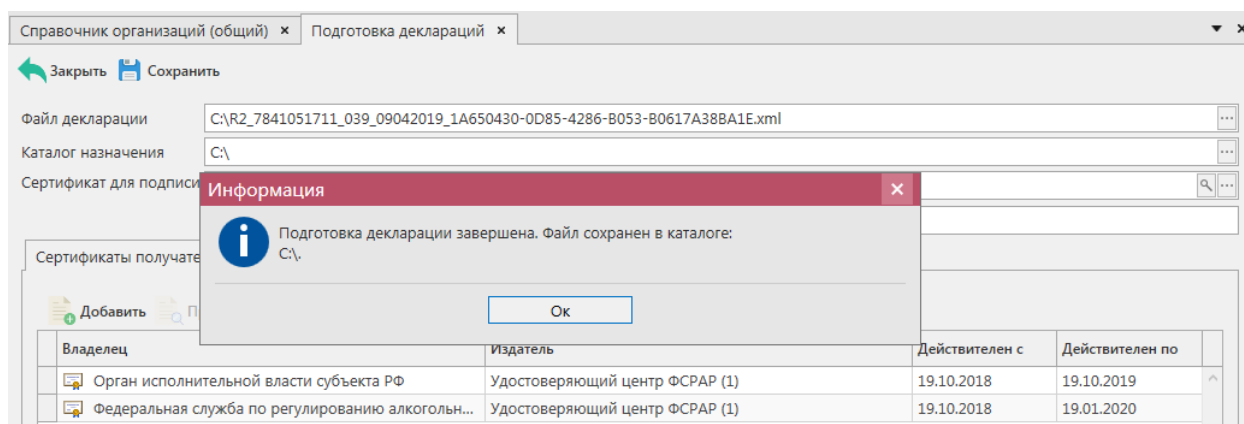 Справочник организаций (общий) × Подготовка деклараций ×
Закрыть Сохранить
Файл декларации C:\R2_7841051711_039_09042019_1A650430-0D85-4286-B053-B0617A38BA1E.xml
Каталог назначения C:\
Сертификат для подписи
Информация
Подготовка декларации завершена. Файл сохранен в каталоге:
C:\.
Ок
Сертификаты получате
Добавить П
Владелец Издатель Действителен с Действителен по
Орган исполнительной власти субъекта РФ Удостоверяющий центр ФСРАР (1) 19.10.2018 19.10.2019
Федеральная служба по регулированию алкогольн... Удостоверяющий центр ФСРАР (1) 19.10.2018 19.01.2020